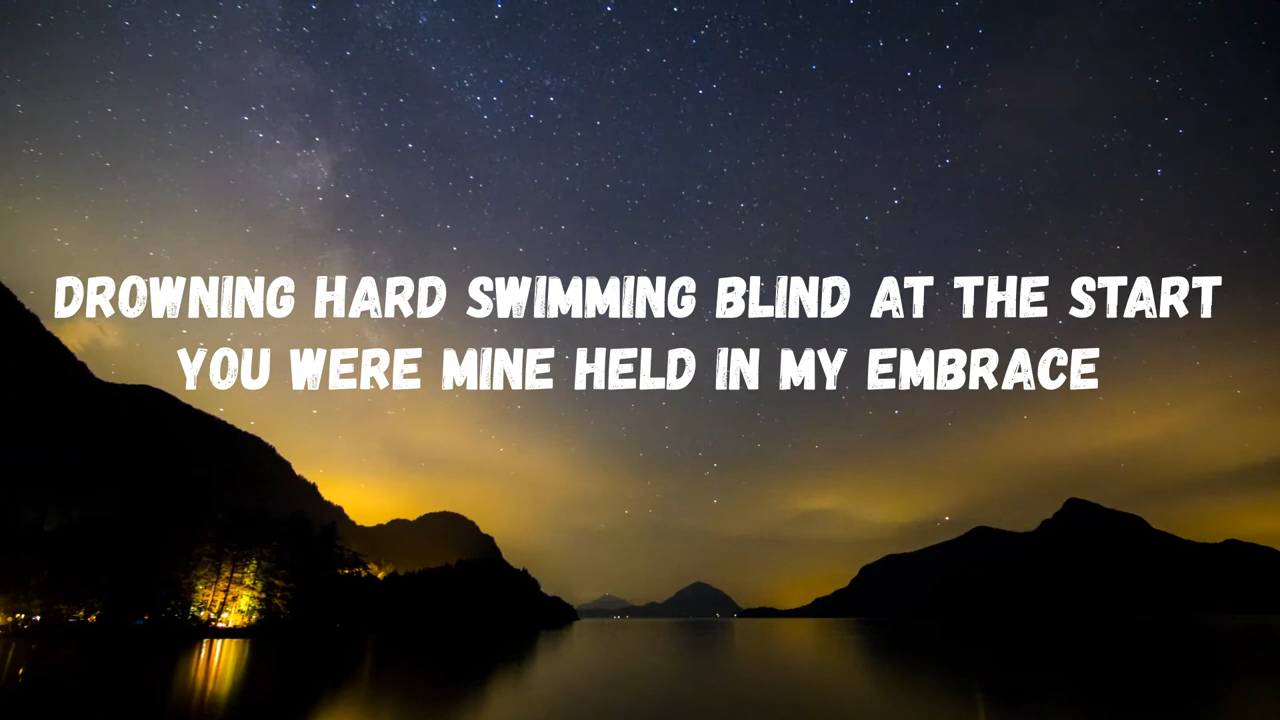 DROWNING HARD SWIMMING BLIND AT THE START
YOU WERE MINE HELD IN MY EMBRACE